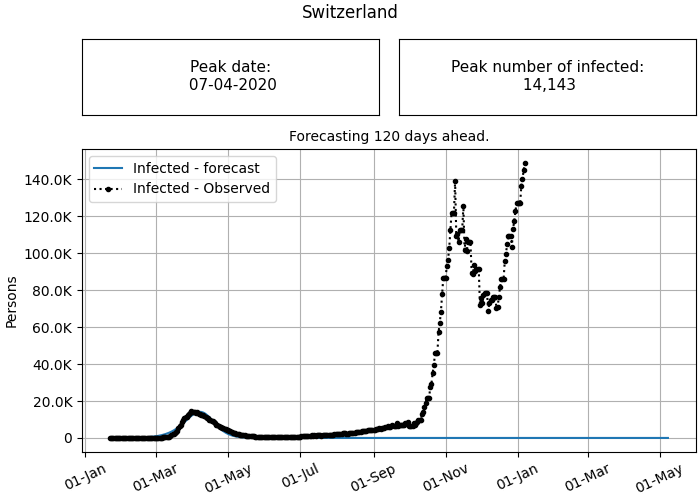 Switzerland
Peak date:
07-04-2020
Peak number of infected:
14,143
Forecasting 120 days ahead.
Infected - forecast
Infected - Observed
140.0K
120.0K
100.0K
80.0K
60.0K
40.0K
20.0K
0
Persons
01-Jan
01-Mar
01-May
01-Jul
01-Sep
01-Nov
01-Jan
01-Mar
01-May